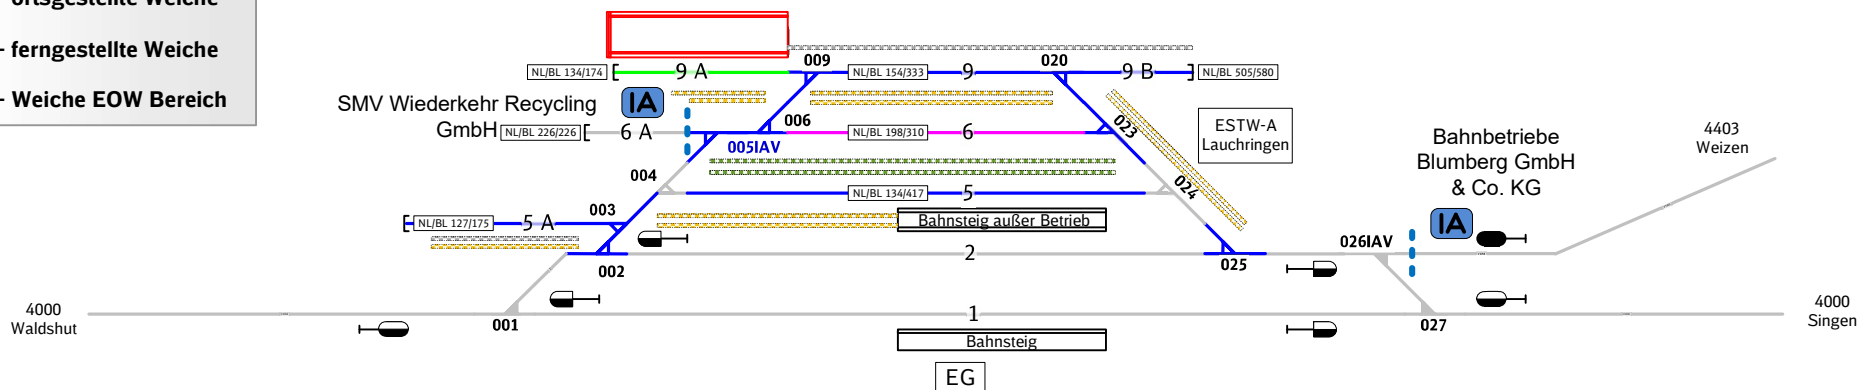 - ortsgestellte Weiche
- ferngestellte Weiche
- Weiche EOW Bereich
009
020
NL/BL 134/174
9 A
NL/BL 154/333
9
9 B
NL/BL 505/580
SMV Wiederkehr Recycling
GmbH
IA
NL/BL 226/226
6 A
005IAV
006
NL/BL 198/310
6
023
ESTW-A
Lauchringen
Bahnbetriebe
Blumberg GmbH
& Co. KG
4403
Weizen
004
NL/BL 134/417
5
024
NL/BL 127/175
5 A
003
Bahnsteig außer Betrieb
IA
026IAV
002
2
025
4000
Waldshut
001
1
027
4000
Singen
Bahnsteig
EG